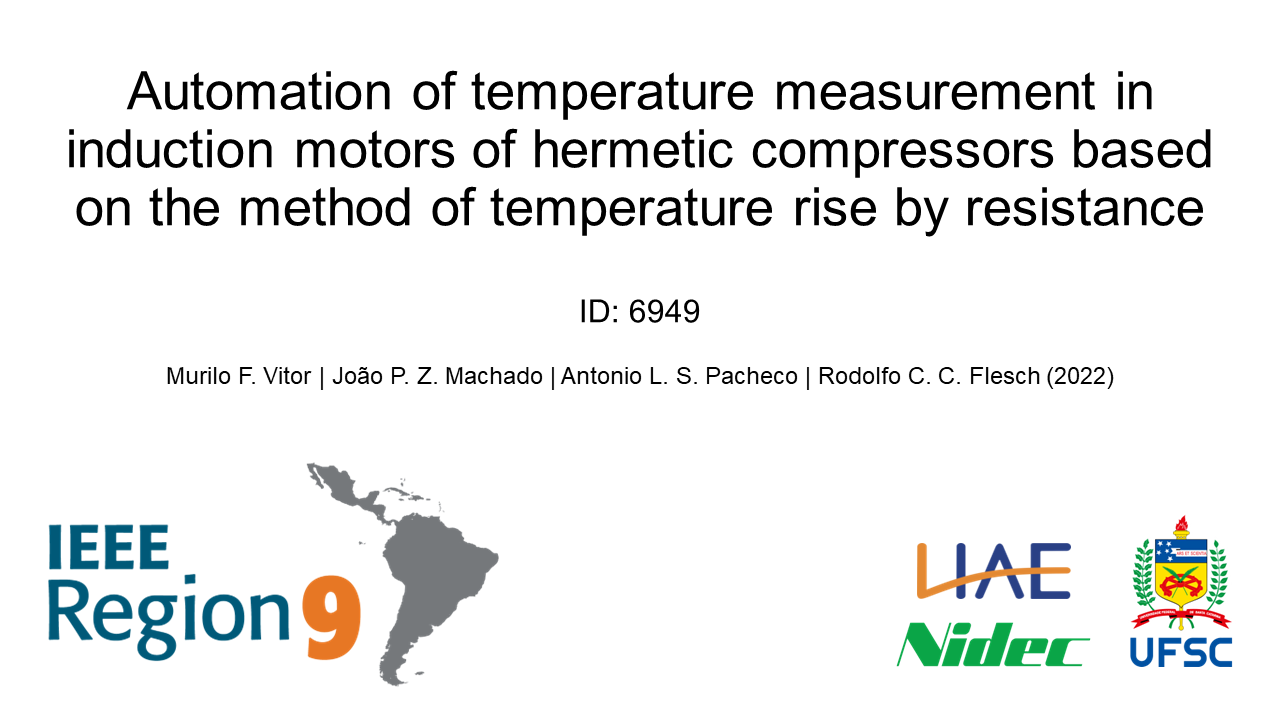 Automation of temperature measurement in
induction motors of hermetic compressors based
on the method of temperature rise by resistance
ID: 6949
Murilo F. Vitor | João P. Z. Machado | Antonio L. S. Pacheco | Rodolfo C. C. Flesch (2022)
IEEE
Region 9
LIAE
Nidec
UFSC